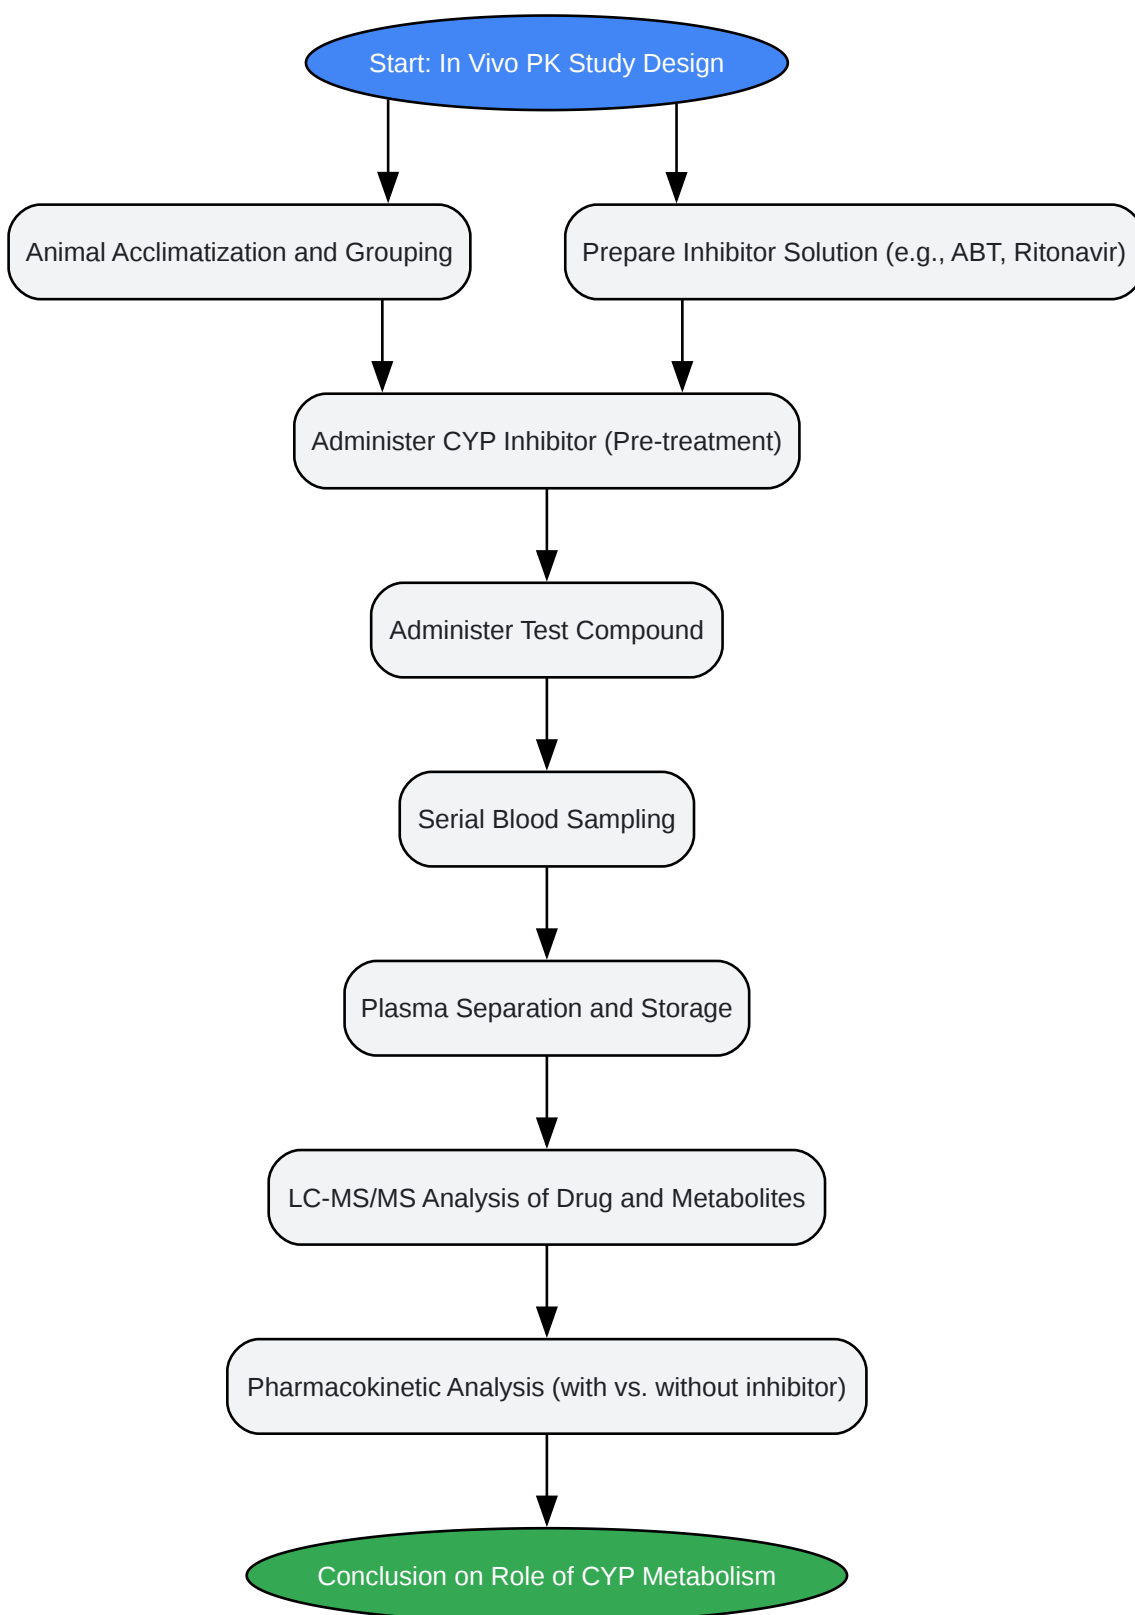 Start: In Vivo PK Study Design
Animal Acclimatization and Grouping
Prepare Inhibitor Solution (e.g., ABT, Ritonavir)
Administer CYP Inhibitor (Pre-treatment)
Administer Test Compound
Serial Blood Sampling
Plasma Separation and Storage
LC-MS/MS Analysis of Drug and Metabolites
Pharmacokinetic Analysis (with vs. without inhibitor)
Conclusion on Role of CYP Metabolism